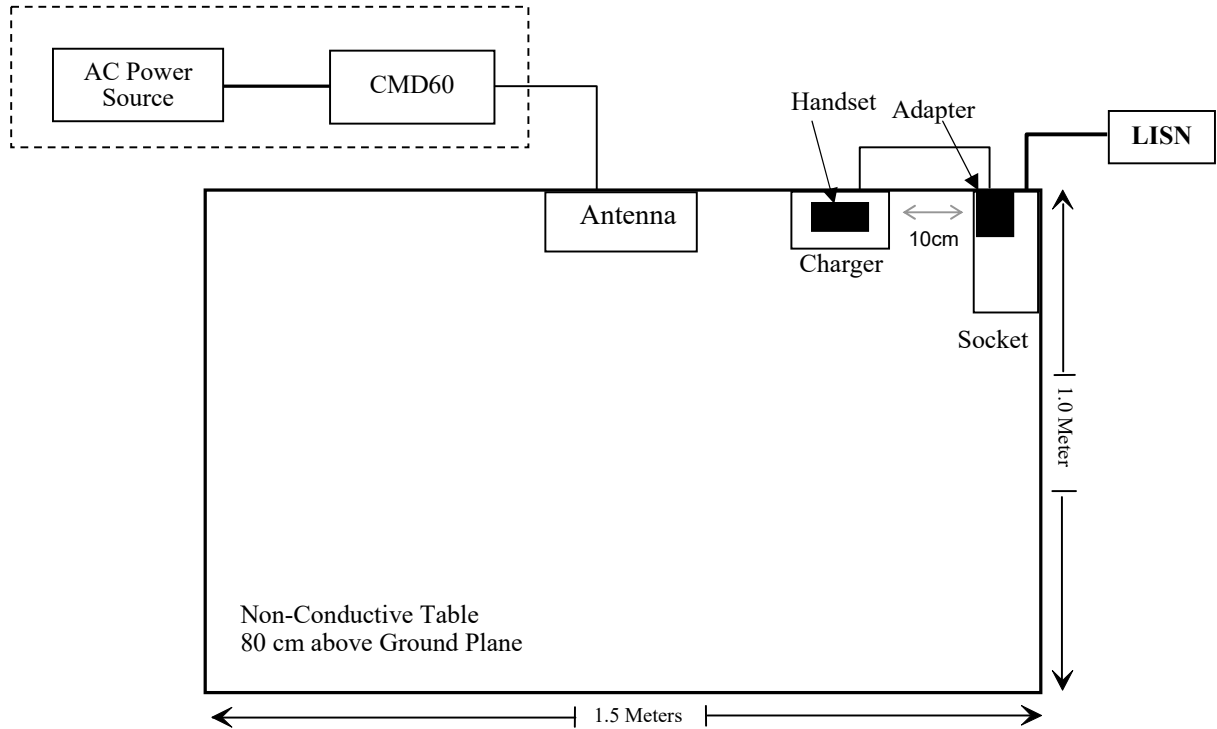 AC Power
Source
CMD60
Handset
Adapter
LISN
Antenna
10cm
Charger
Socket
1.0 Meter
Non-Conductive Table
80 cm above Ground Plane
1.5 Meters